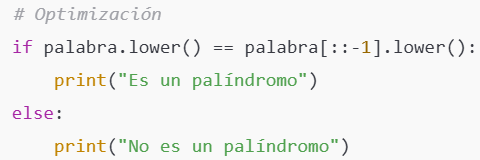 # Optimización
if palabra.lower() == palabra[::-1].lower():
    print("Es un palíndromo")
else:
    print("No es un palíndromo")